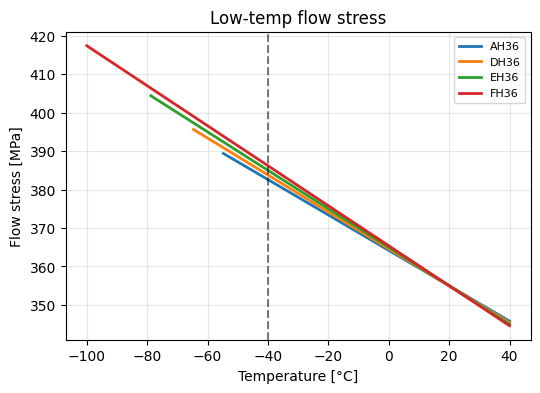 Low-temp flow stress
AH36
DH36
EH36
FH36
Flow stress [MPa]
420
410
400
390
380
370
360
350
−100
−80
−60
−40
−20
0
20
40
Temperature [°C]